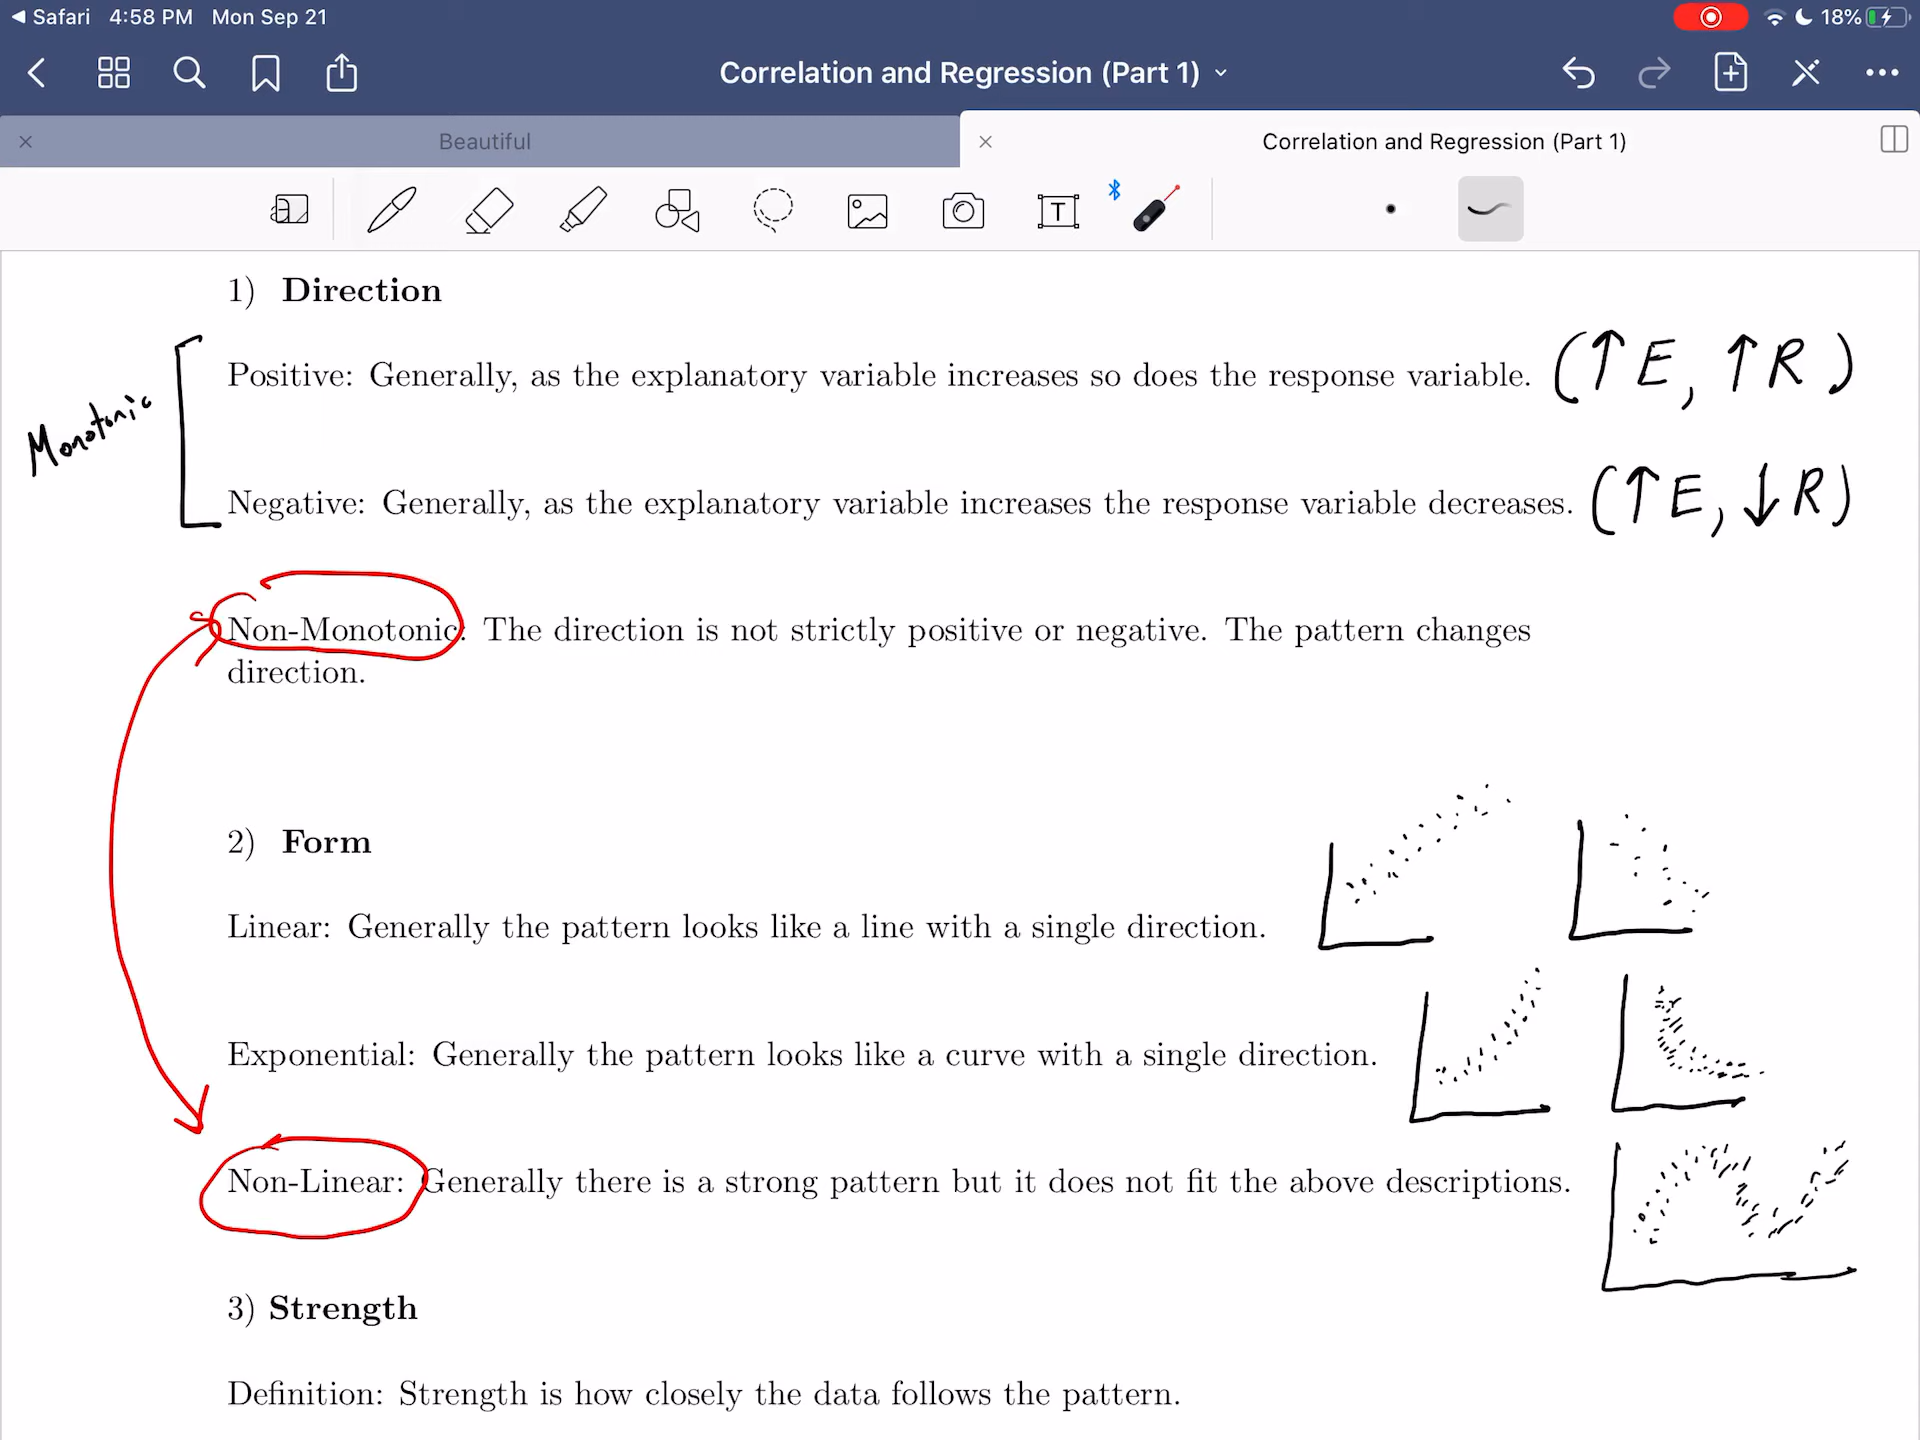 Safari 4:58 PM Mon Sep 21
18%
Correlation and Regression (Part 1)
Beautiful
Correlation and Regression (Part 1)
a
T
1) Direction
Monotonic
Positive: Generally, as the explanatory variable increases so does the response variable. (↑E, ↑R)
Negative: Generally, as the explanatory variable increases the response variable decreases. (↑E, ↓R)
Non-Monotonic: The direction is not strictly positive or negative. The pattern changes
direction.
2) Form
Linear: Generally the pattern looks like a line with a single direction.
Exponential: Generally the pattern looks like a curve with a single direction.
Non-Linear: Generally there is a strong pattern but it does not fit the above descriptions.
3) Strength
Definition: Strength is how closely the data follows the pattern.